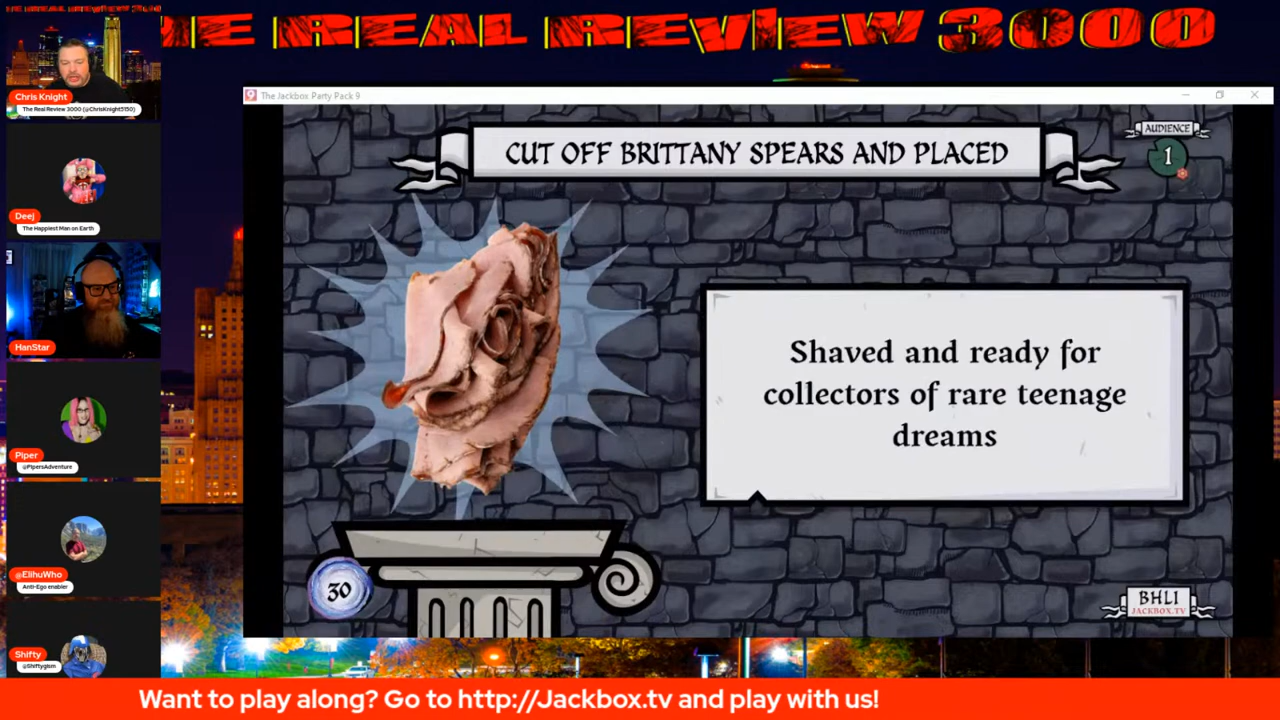 THE REAL REVIEW 3000
The Jackbox Party Pack 9
CUT OFF BRITTANY SPEARS AND PLACED
AUDIENCE
1
Shaved and ready for
collectors of rare teenage
dreams
30
BHLI
JACKBOX.TV
Chris Knight
The Real Review 3000 (@ChrisKnight5150)
Deej
The Happiest Man on Earth
HanStar
Piper
@PipersAdventure
@ElihuWho
Anti-Ego enabler
Shifty
@Shiftygism
Want to play along? Go to http://Jackbox.tv and play with us!